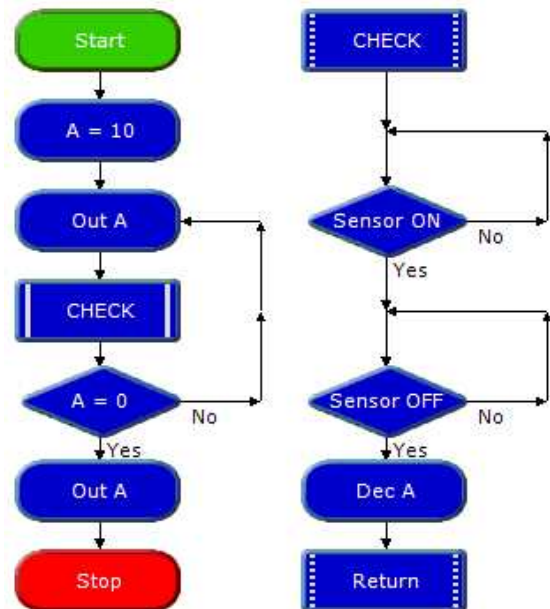 Start
A = 10
Out A
CHECK
A = 0
No
Yes
Out A
Stop
CHECK
Sensor ON
No
Yes
Sensor OFF
No
Yes
Dec A
Return